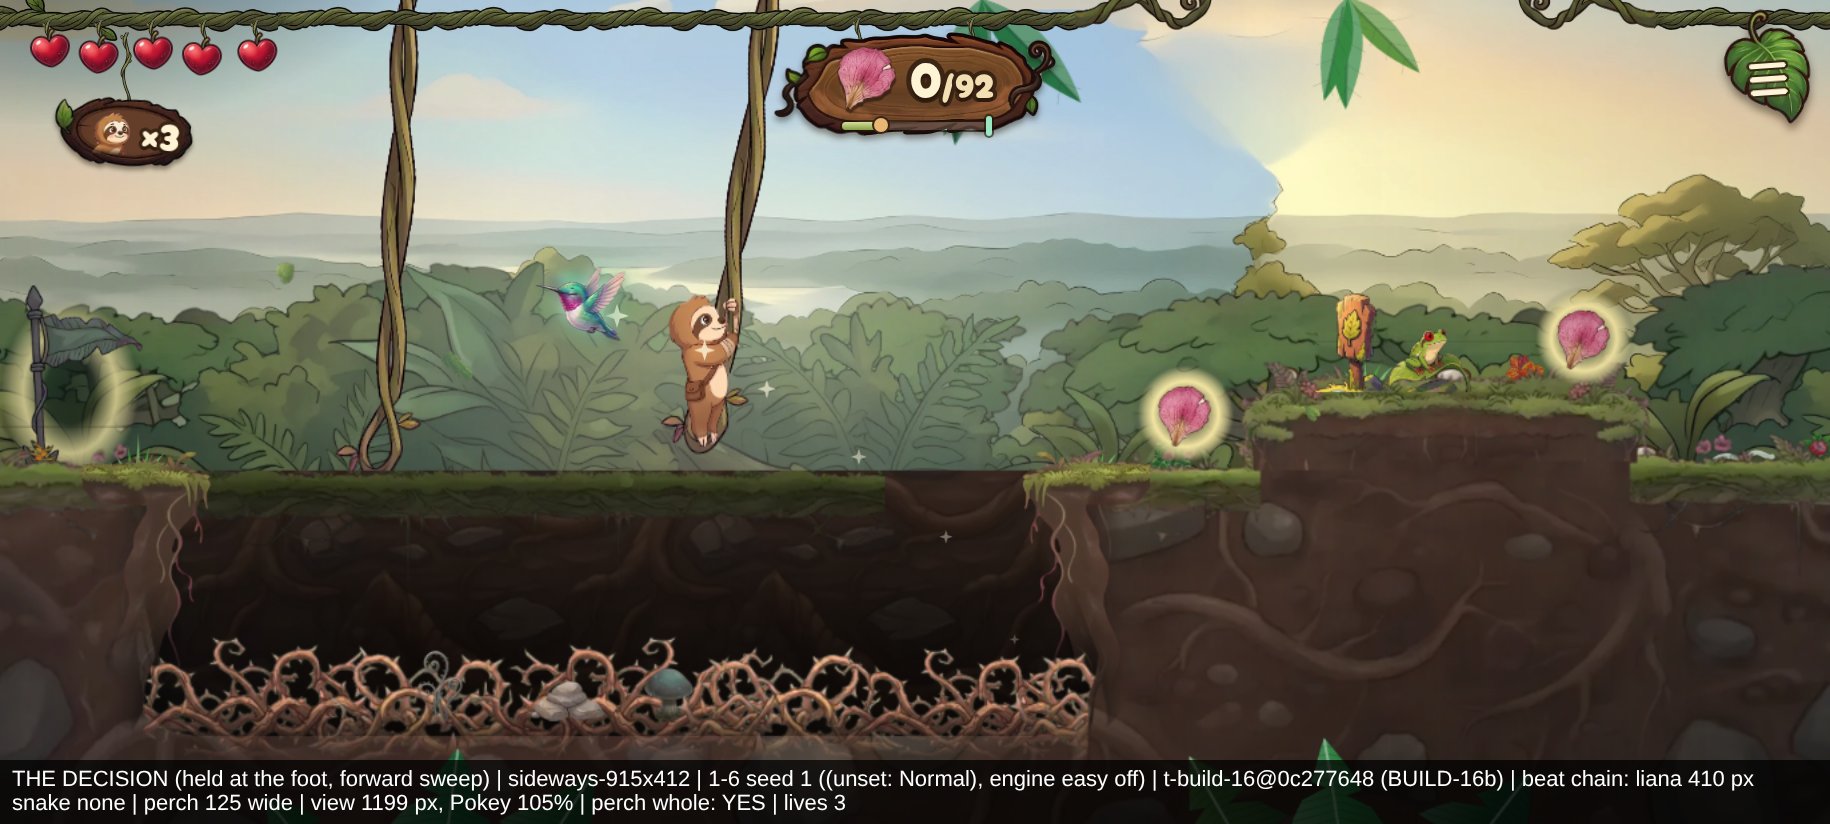 ×3
0/92
THE DECISION (held at the foot, forward sweep) | sideways-915x412 | 1-6 seed 1 ((unset: Normal), engine easy off) | t-build-16@0c277648 (BUILD-16b) | beat chain: liana 410 px
snake none | perch 125 wide | view 1199 px, Pokey 105% | perch whole: YES | lives 3